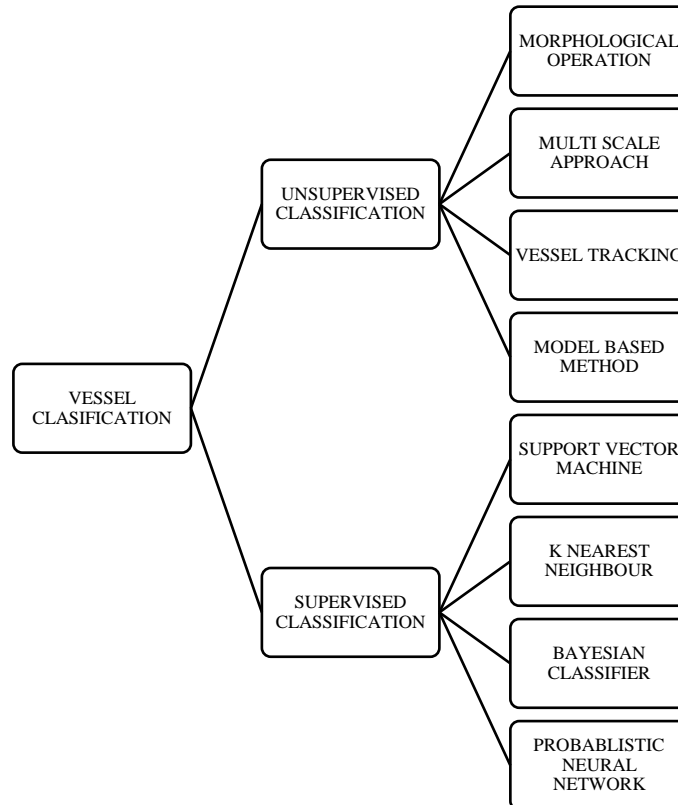 MORPHOLOGICAL
OPERATION
MULTI SCALE
APPROACH
UNSUPERVISED
CLASSIFICATION
VESSEL TRACKING
MODEL BASED
METHOD
VESSEL
CLASIFICATION
SUPPORT VECTOR
MACHINE
K NEAREST
NEIGHBOUR
SUPERVISED
CLASSIFICATION
BAYESIAN
CLASSIFIER
PROBABLISTIC
NEURAL
NETWORK